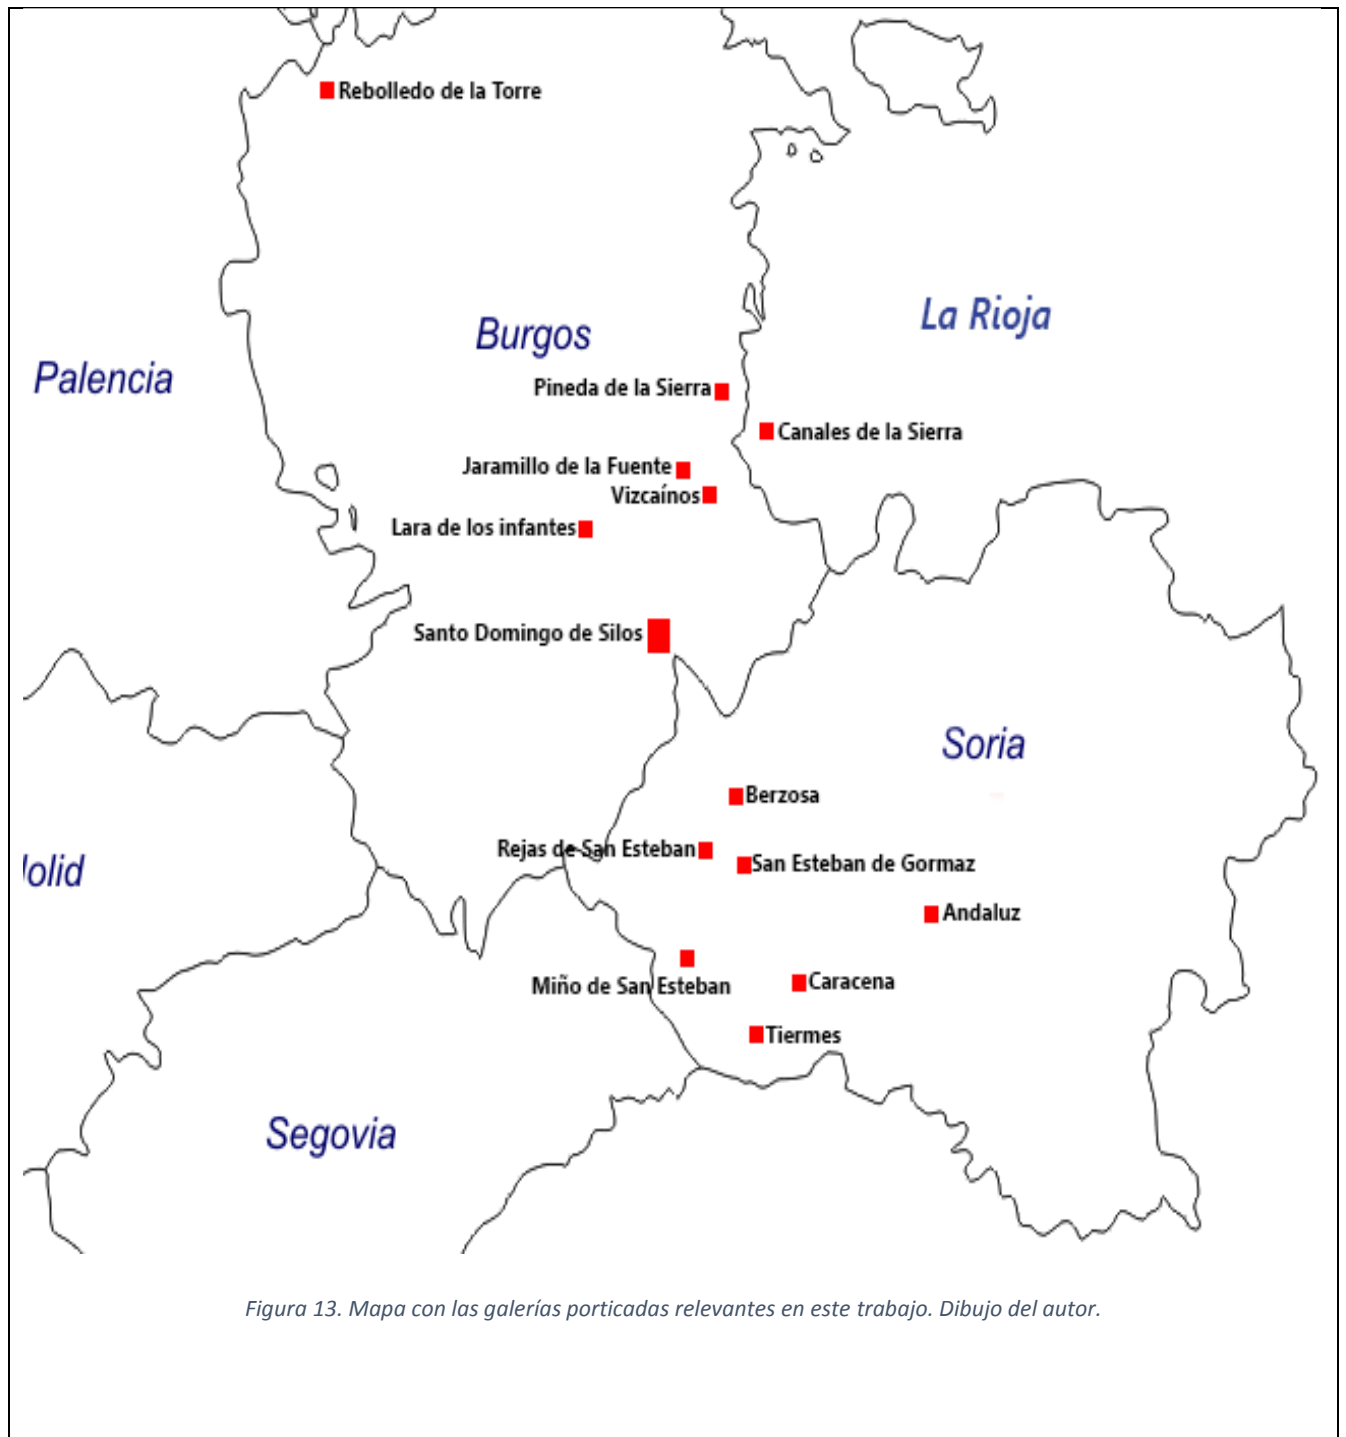 Rebolledo de la Torre
La Rioja
Burgos
Palencia
Pineda de la Sierra
Canales de la Sierra
Jaramillo de la Fuente
Vizcaínos
Lara de los infantes
Santo Domingo de Silos
Soria
Berzosa
Rejas de San Esteban
San Esteban de Gormaz
lolid
Andaluz
Miño de San Esteban
Caracena
Tiermes
Segovia
Figura 13. Mapa con las galerías porticadas relevantes en este trabajo. Dibujo del autor.